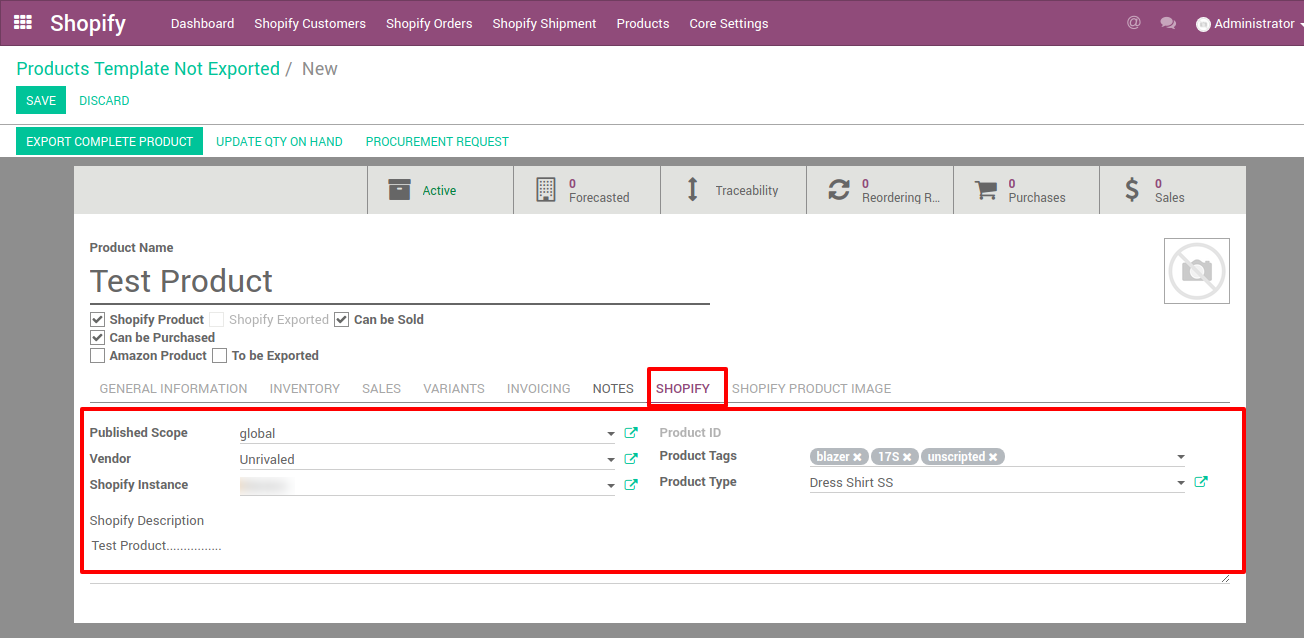 Shopify Dashboard Shopify Customers Shopify Orders Shopify Shipment Products Core Settings @ Administrator
Products Template Not Exported / New
SAVE DISCARD
EXPORT COMPLETE PRODUCT UPDATE QTY ON HAND PROCUREMENT REQUEST
Active 0 Forecasted Traceability 0 Reordering R... 0 Purchases $ 0 Sales
Product Name
Test Product
Shopify Product Shopify Exported Can be Sold
Can be Purchased
Amazon Product To be Exported
GENERAL INFORMATION INVENTORY SALES VARIANTS INVOICING NOTES SHOPIFY SHOPIFY PRODUCT IMAGE
Published Scope global Product ID
Vendor Unrivaled Product Tags blazer × 17S × unscripted ×
Shopify Instance Product Type Dress Shirt SS
Shopify Description
Test Product................